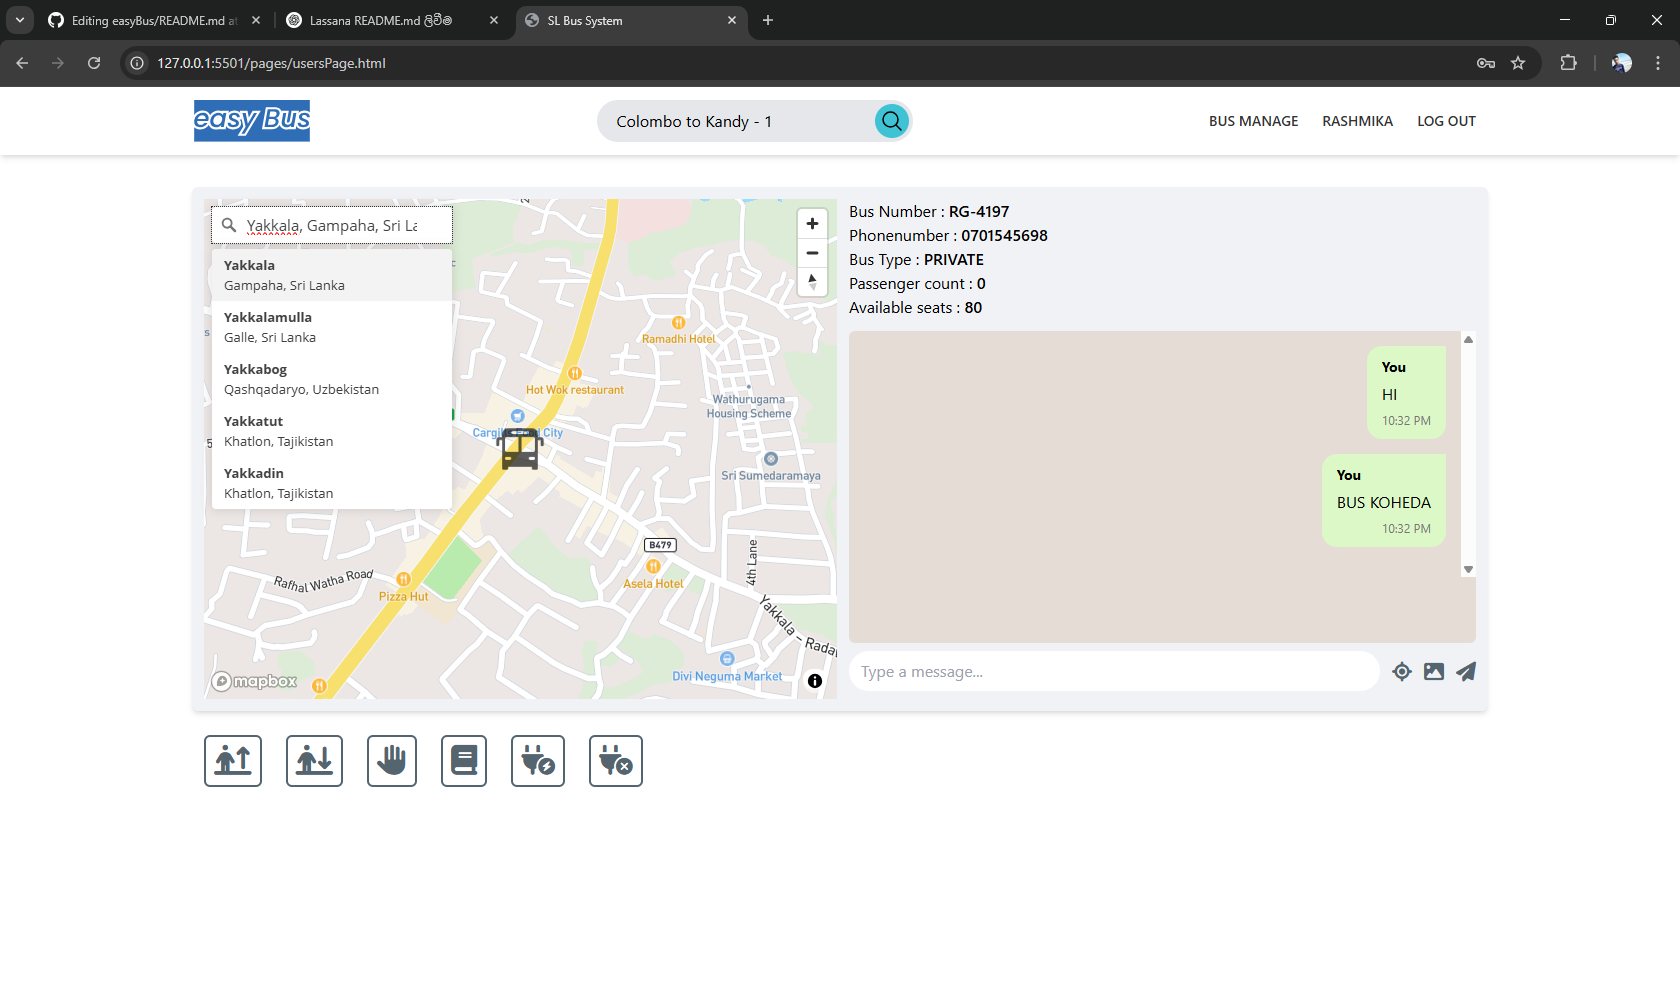 Editing easyBus/README.md at
Lassana README.md ලිවීම
SL Bus System
127.0.0.1:5501/pages/usersPage.html
easy Bus
Colombo to Kandy - 1
BUS MANAGE
RASHMIKA
LOG OUT
Yakkala, Gampaha, Sri La
Yakkala
Gampaha, Sri Lanka
Yakkalamulla
Galle, Sri Lanka
Yakkabog
Qashqadaryo, Uzbekistan
Yakkatut
Khatlon, Tajikistan
Yakkadin
Khatlon, Tajikistan
Ramadhi Hotel
Hot Wok restaurant
Wathurugama
Housing Scheme
City
Sri Sumedaramaya
B479
Asela Hotel
4th Lane
Rafhal Watha Road
Pizza Hut
Yakkala - Radaw
Divi Neguma Market
mapbox
Bus Number : RG-4197
Phonenumber : 0701545698
Bus Type : PRIVATE
Passenger count : 0
Available seats : 80
You
HI
10:32 PM
You
BUS KOHEDA
10:32 PM
Type a message...